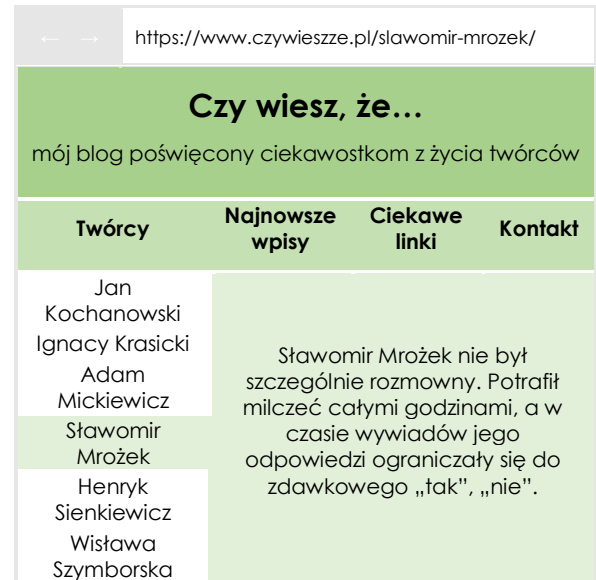 ← → https://www.czywieszze.pl/slawomir-mrozek/
Czy wiesz, że...
mój blog poświęcony ciekawostkom z życia twórców
Twórcy
Najnowsze
wpisy
Ciekawe
linki
Kontakt
Jan
Kochanowski
Ignacy Krasicki
Adam
Mickiewicz
Sławomir
Mrożek
Henryk
Sienkiewicz
Wisława
Szymborska
Sławomir Mrożek nie był
szczególnie rozmowny. Potrafił
milczeć całymi godzinami, a w
czasie wywiadów jego
odpowiedzi ograniczały się do
zdawkowego „tak”, „nie”.